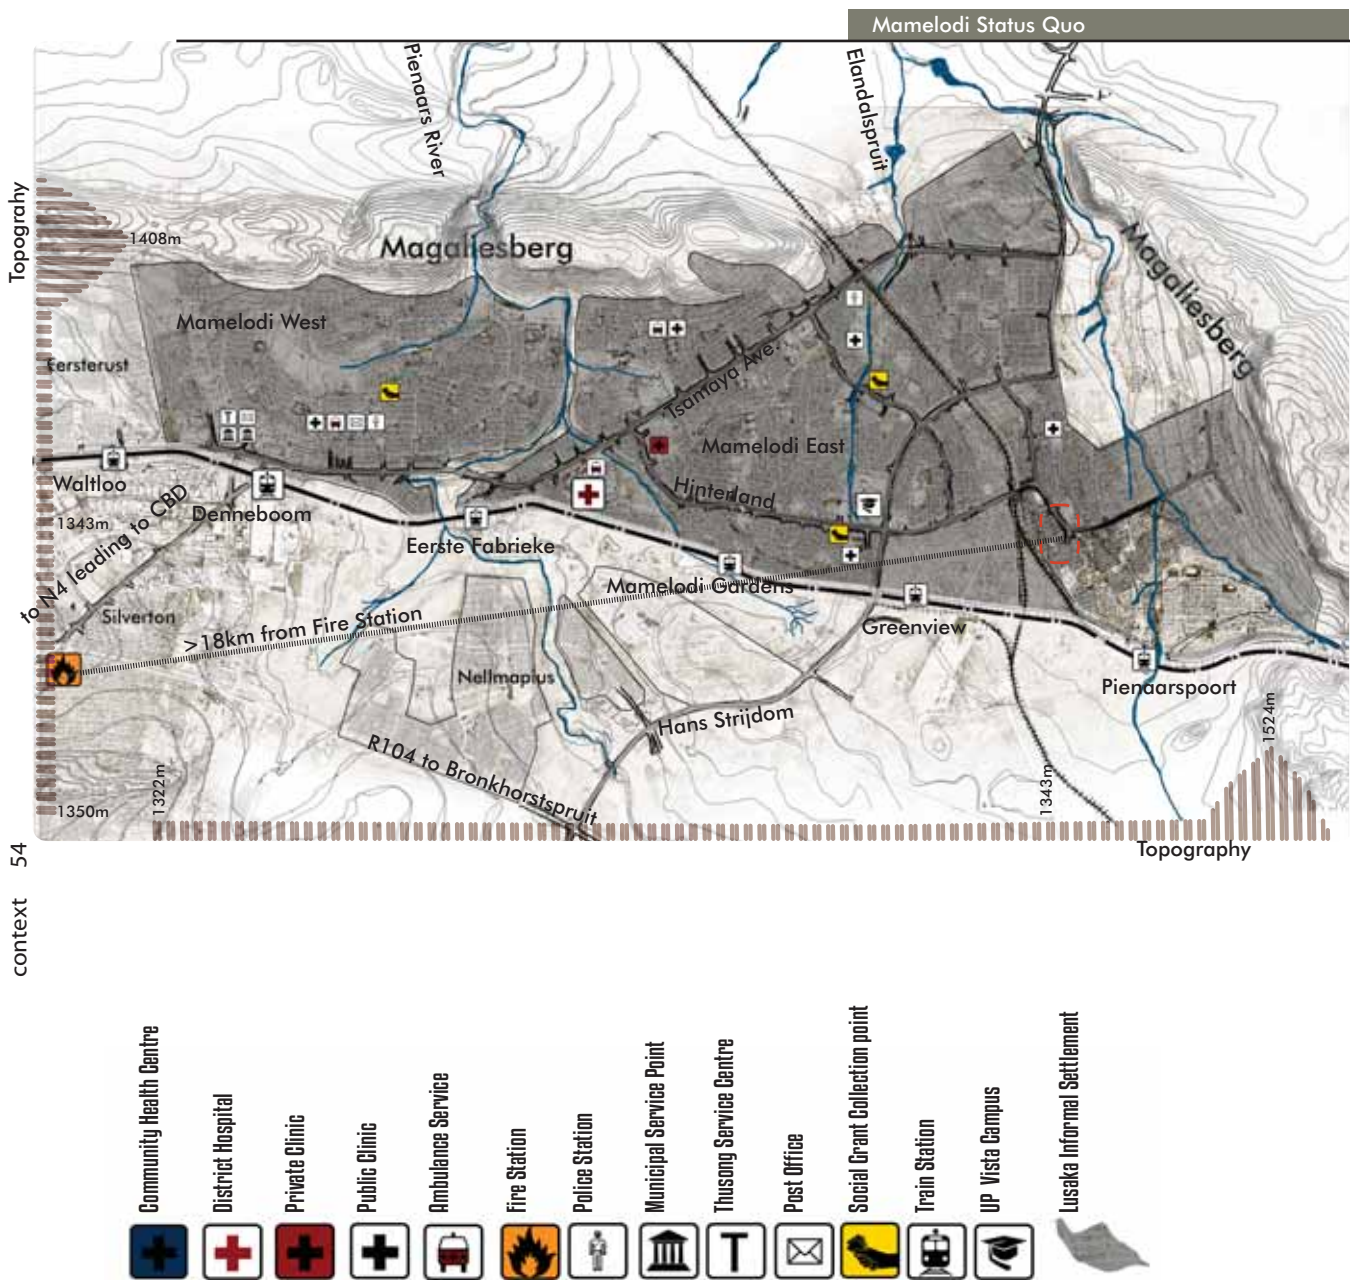 Mamelodi Status Quo
Pienaars River
Elandalspruit
Topograhy
1408m
Magaliesberg
Magaliesberg
Mamelodi West
Eersterust
Tsamaya Ave.
Mamelodi East
Hinterland
Waltloo
Denneboom
1343m
to N4 leading to CBD
Eerste Fabrieke
Mamelodi Gardens
Silverton
>18km from Fire Station
Greenview
Nellmapius
Pienaarspoort
Hans Strijdom
R104 to Bronkhorstspruit
1524m
1322m
1343m
1350m
Topography
54
context
Community Health Centre
District Hospital
Private Clinic
Public Clinic
Ambulance Service
Fire Station
Police Station
Municipal Service Point
Thusong Service Centre
Post Office
Social Grant Collection point
Train Station
UP Vista Campus
Lusaka Informal Settlement
T
T